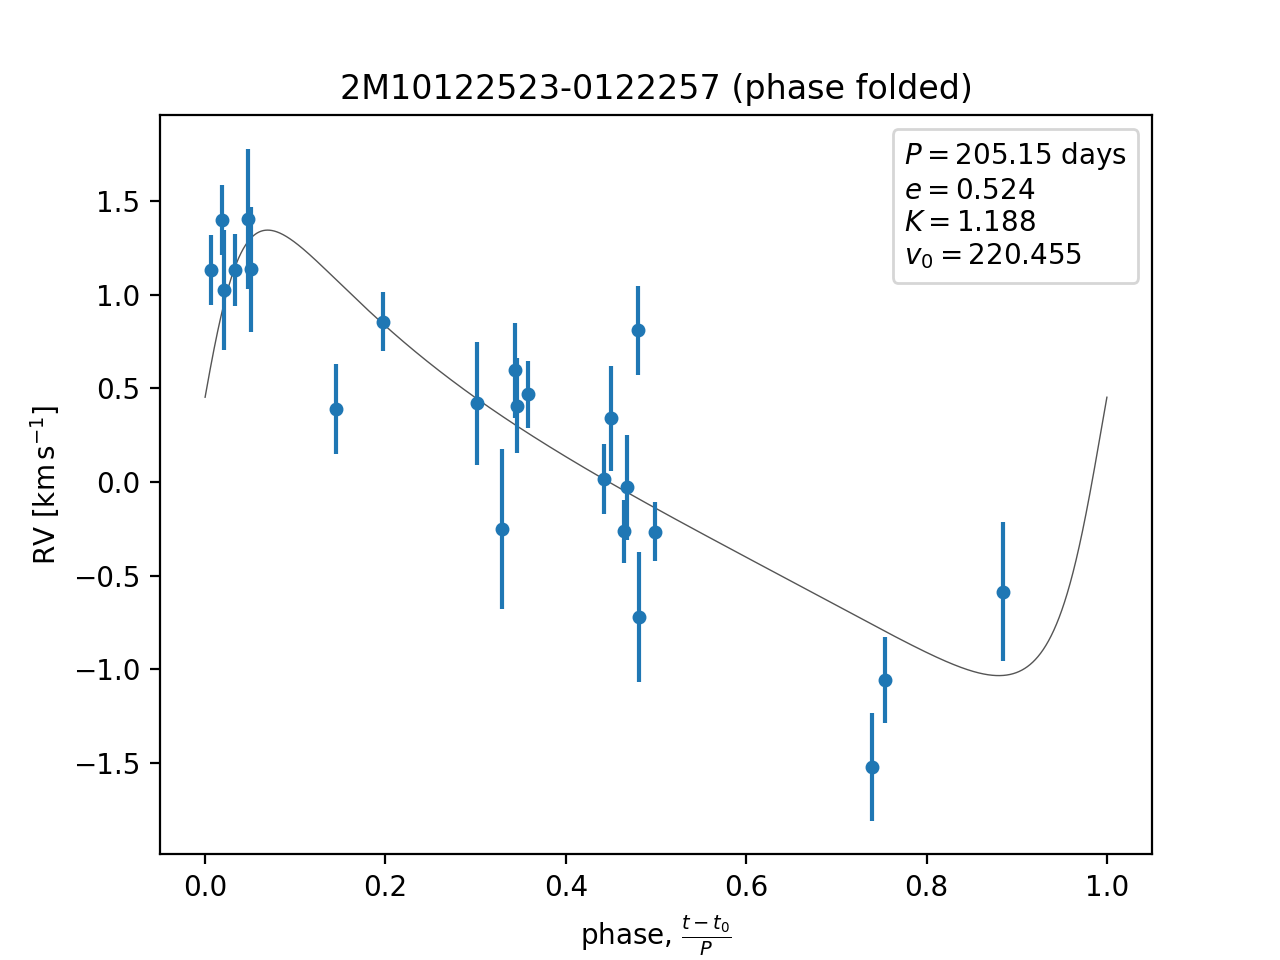 2M10122523-0122257 (phase folded)
P = 205.15 days
e = 0.524
K = 1.188
v₀ = 220.455
RV [km s⁻¹]
1.5
1.0
0.5
0.0
−0.5
−1.0
−1.5
0.0 0.2 0.4 0.6 0.8 1.0
phase, (t − t₀)/P